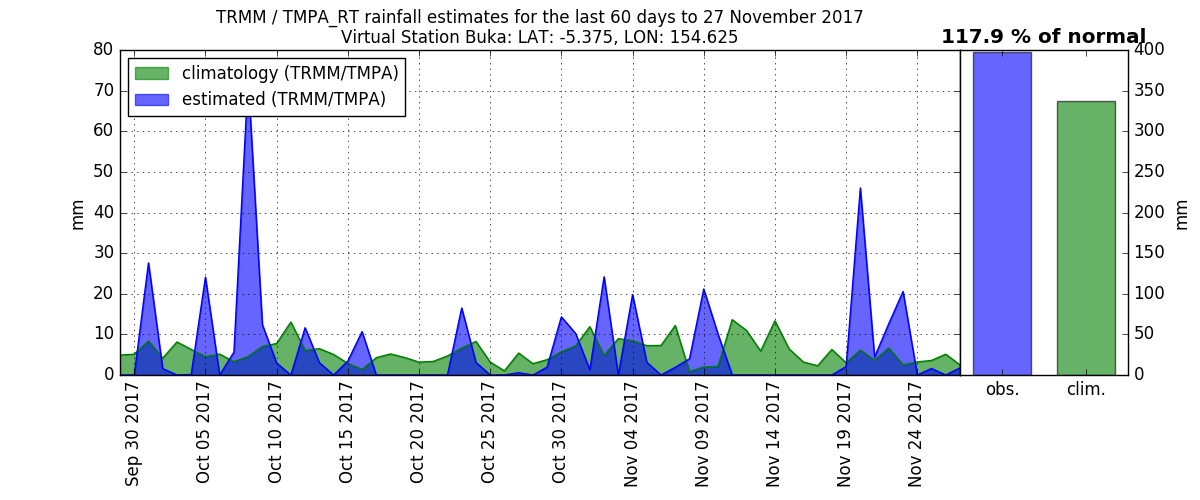 TRMM / TMPA_RT rainfall estimates for the last 60 days to 27 November 2017
Virtual Station Buka: LAT: -5.375, LON: 154.625
117.9 % of normal
climatology (TRMM/TMPA)
estimated (TRMM/TMPA)
80
70
60
50
40
30
20
10
0
mm
400
350
300
250
200
150
100
50
0
mm
Sep 30 2017
Oct 05 2017
Oct 10 2017
Oct 15 2017
Oct 20 2017
Oct 25 2017
Oct 30 2017
Nov 04 2017
Nov 09 2017
Nov 14 2017
Nov 19 2017
Nov 24 2017
obs.
clim.